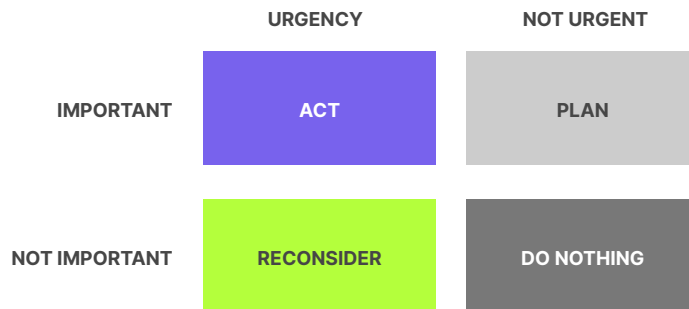 URGENCY NOT URGENT
IMPORTANT ACT PLAN
NOT IMPORTANT RECONSIDER DO NOTHING